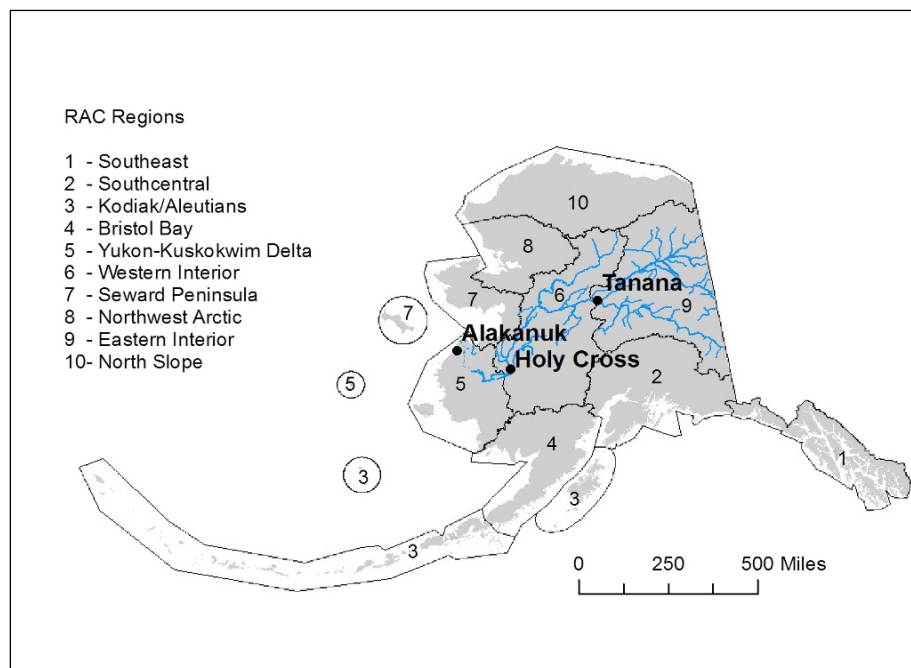 RAC Regions
1 - Southeast
2 - Southcentral
3 - Kodiak/Aleutians
4 - Bristol Bay
5 - Yukon-Kuskokwim Delta
6 - Western Interior
7 - Seward Peninsula
8 - Northwest Arctic
9 - Eastern Interior
10- North Slope
10
8
6
Tanana
7
9
7
Alakanuk
Holy Cross
5
5
2
4
1
3
3
3
0 250 500 Miles